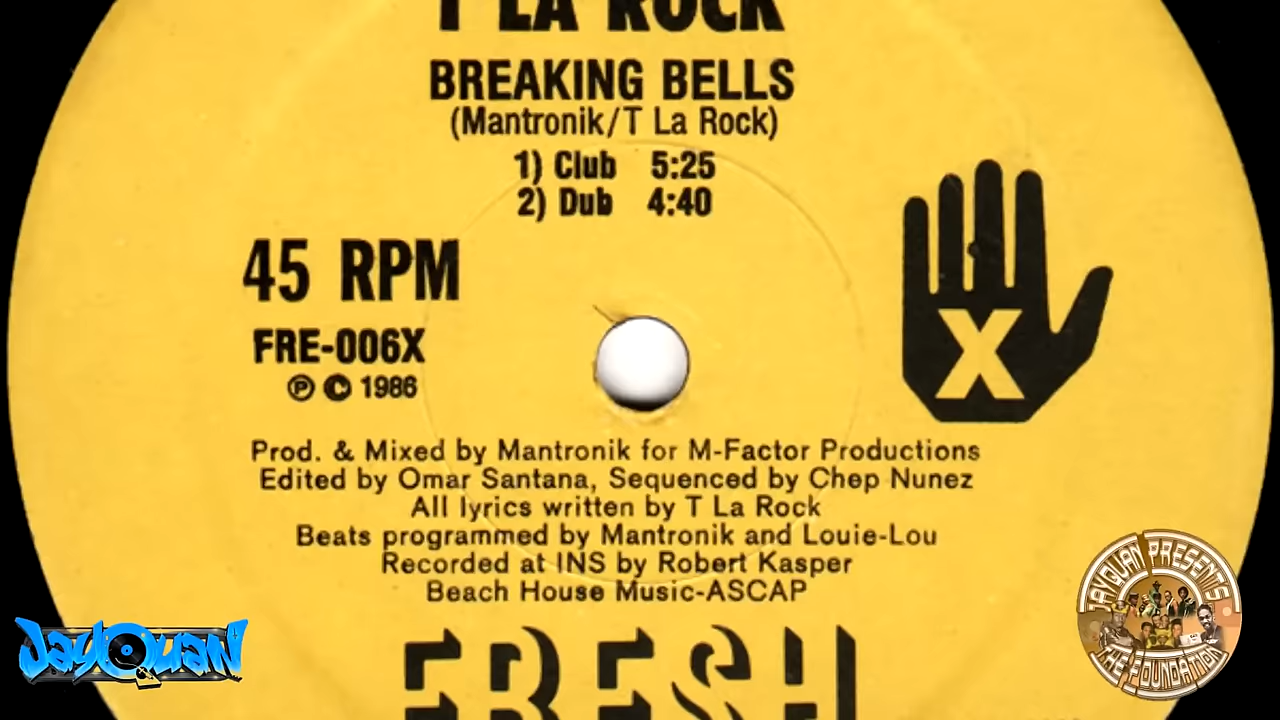 T LA ROCK
BREAKING BELLS
(Mantronik/T La Rock)
1) Club 5:25
2) Dub 4:40
45 RPM
FRE-006X
℗ © 1986
X
Prod. & Mixed by Mantronik for M-Factor Productions
Edited by Omar Santana, Sequenced by Chep Nunez
All lyrics written by T La Rock
Beats programmed by Mantronik and Louie-Lou
Recorded at INS by Robert Kasper
Beach House Music-ASCAP
FRESH
JayQuan
JAYQUAN PRESENTS
THE FOUNDATION